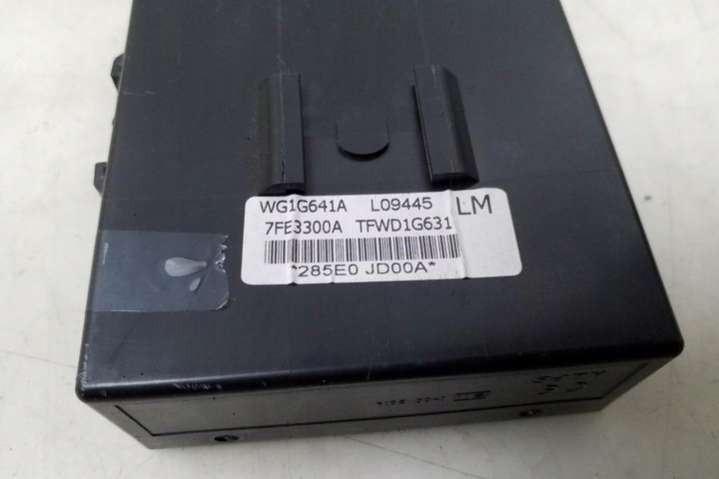 WG1G641A L09445 LM
7FE3300A TFWD1G631
*285E0 JD00A*